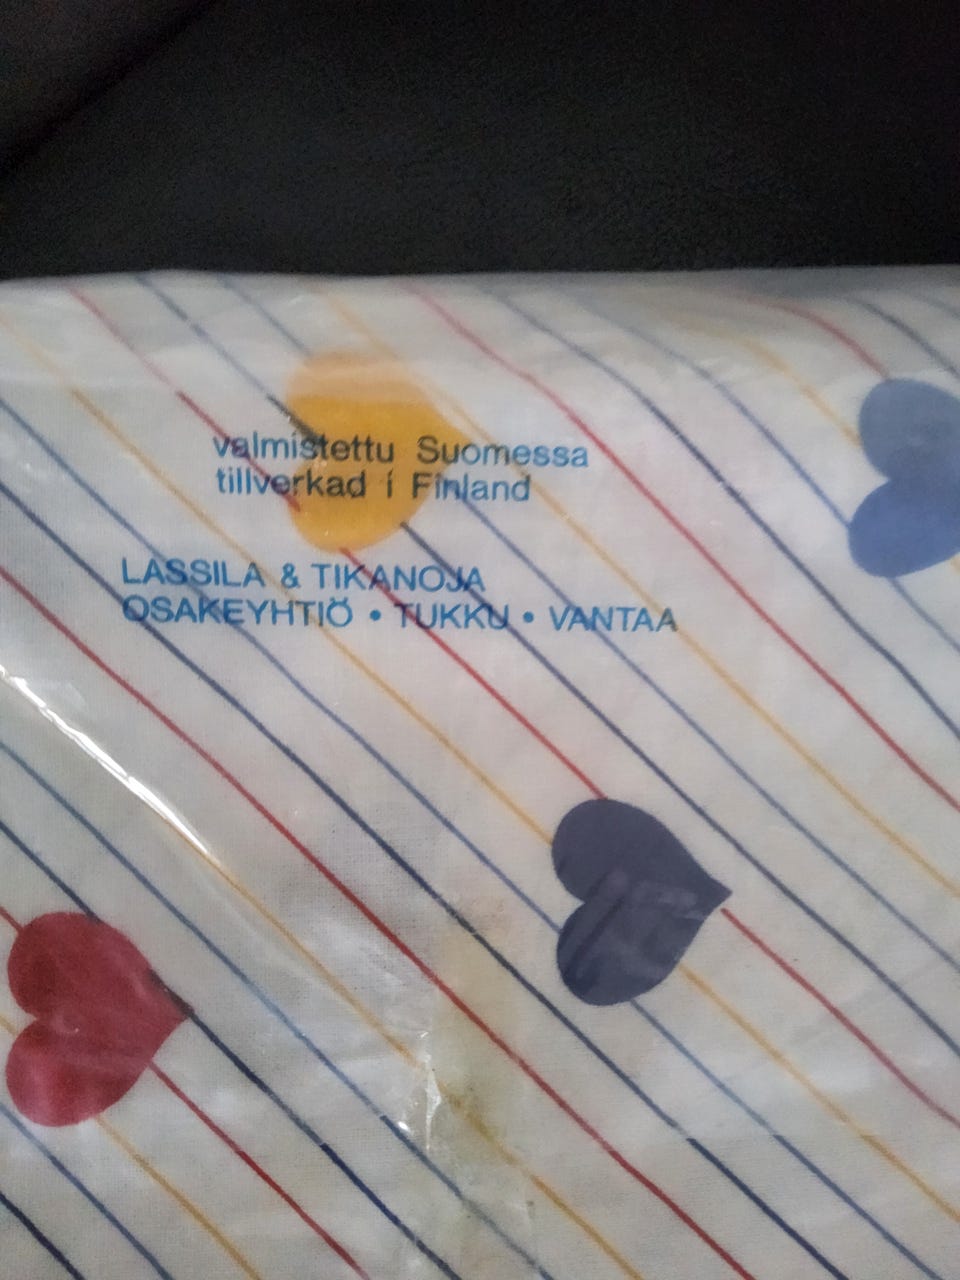 valmistettu Suomessa
tillverkad i Finland
LASSILA & TIKANOJA
OSAKEYHTIÖ • TUKKU • VANTAA